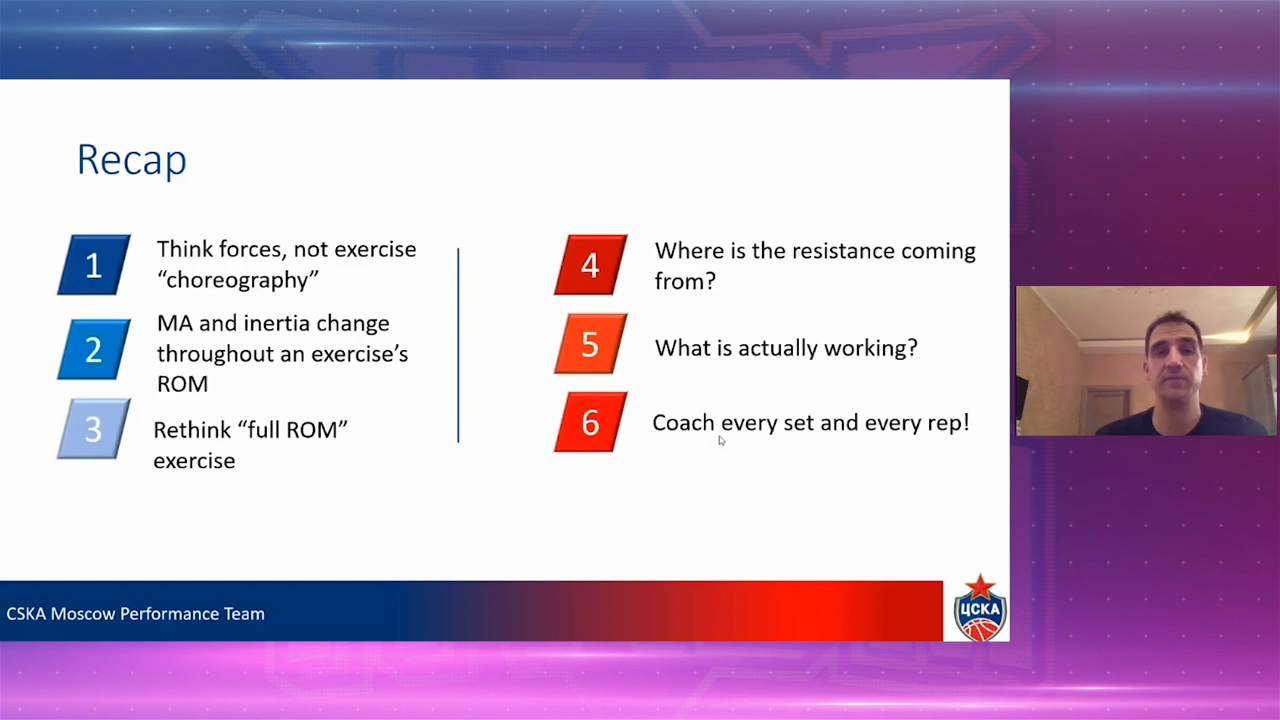 Recap
1
Think forces, not exercise
“choreography”
2
MA and inertia change
throughout an exercise’s
ROM
3
Rethink “full ROM”
exercise
4
Where is the resistance coming
from?
5
What is actually working?
6
Coach every set and every rep!
CSKA Moscow Performance Team
ЦСКА